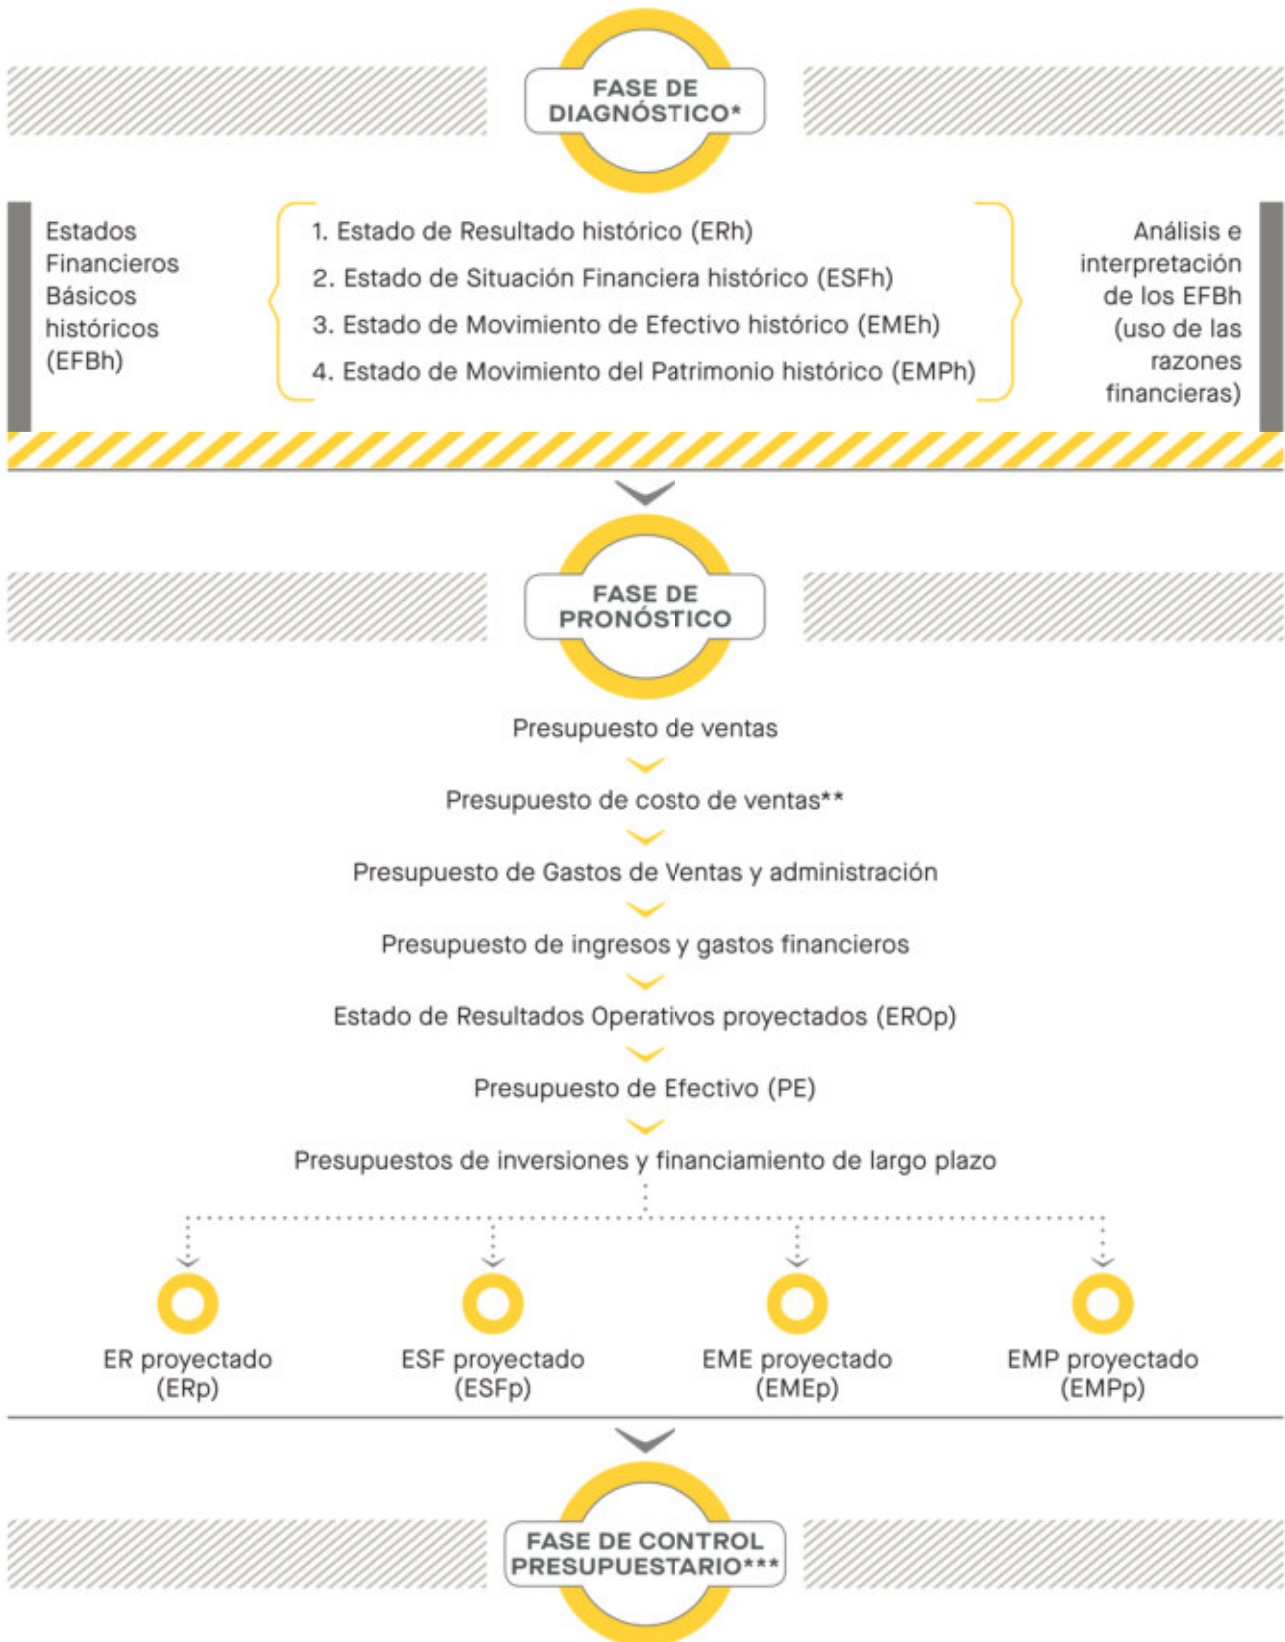 FASE DE
DIAGNÓSTICO*
Estados
Financieros
Básicos
históricos
(EFBh)
1. Estado de Resultado histórico (ERh)
2. Estado de Situación Financiera histórico (ESFh)
3. Estado de Movimiento de Efectivo histórico (EMEh)
4. Estado de Movimiento del Patrimonio histórico (EMPh)
Análisis e
interpretación
de los EFBh
(uso de las
razones
financieras)
FASE DE
PRONÓSTICO
Presupuesto de ventas
Presupuesto de costo de ventas**
Presupuesto de Gastos de Ventas y administración
Presupuesto de ingresos y gastos financieros
Estado de Resultados Operativos proyectados (EROp)
Presupuesto de Efectivo (PE)
Presupuestos de inversiones y financiamiento de largo plazo
ER proyectado
(ERp)
ESF proyectado
(ESFp)
EME proyectado
(EMEp)
EMP proyectado
(EMPp)
FASE DE CONTROL
PRESUPUESTARIO***